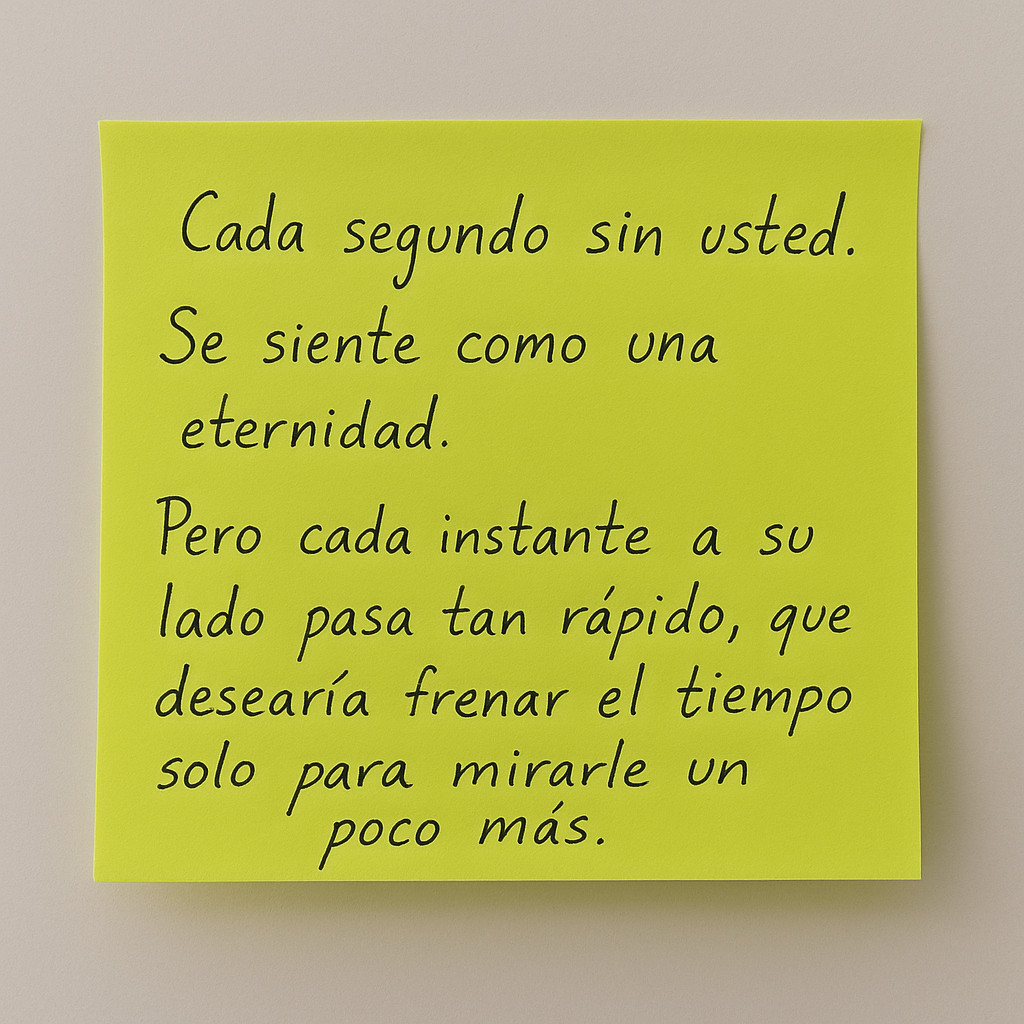 Cada segundo sin usted.
Se siente como una
eternidad.
Pero cada instante a su
lado pasa tan rápido, que
desearía frenar el tiempo
solo para mirarle un
poco más.